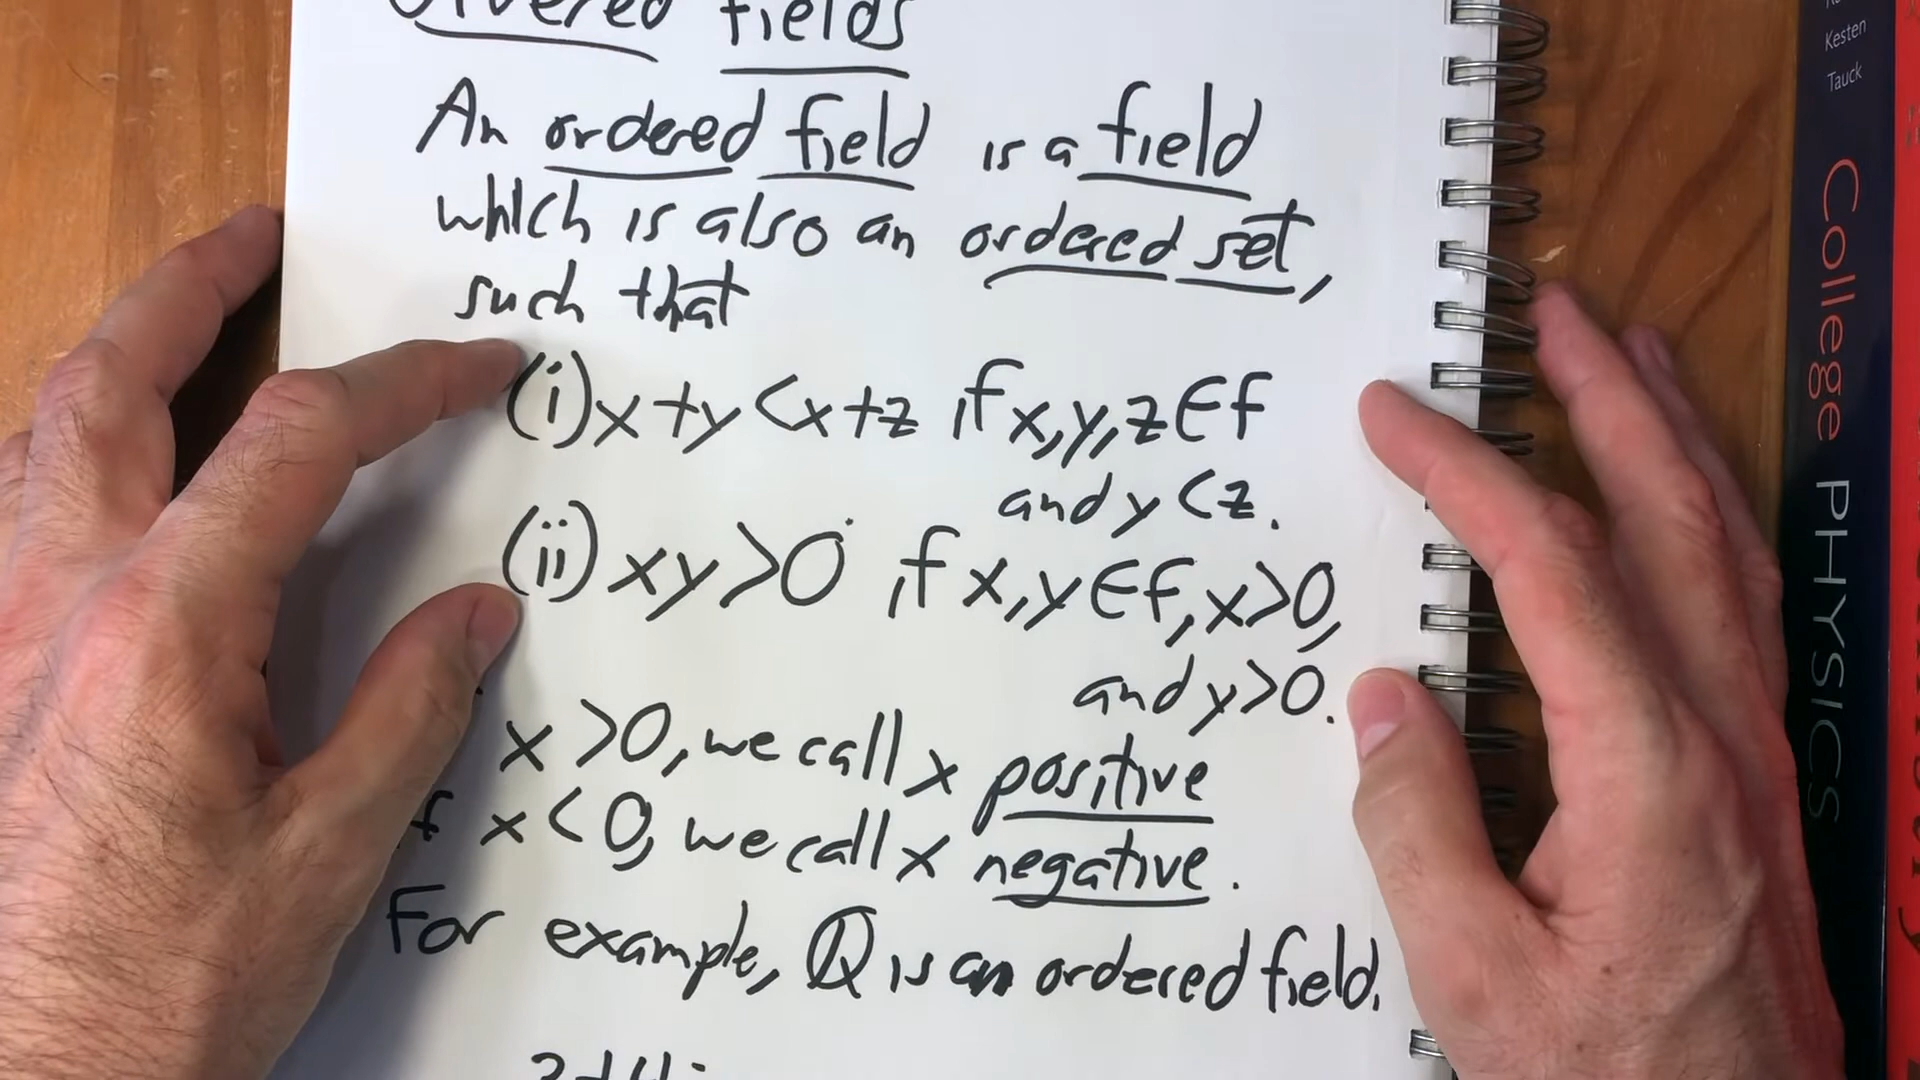 Ordered fields
An ordered field is a field
which is also an ordered set,
such that
(i) x+y<x+z if x,y,z∈F
and y<z.
(ii) xy>0 if x,y∈F, x>0,
and y>0.
x>0, we call x positive
If x<0, we call x negative.
For example, Q is an ordered field.
Kesten
Tauck
College PHYSICS